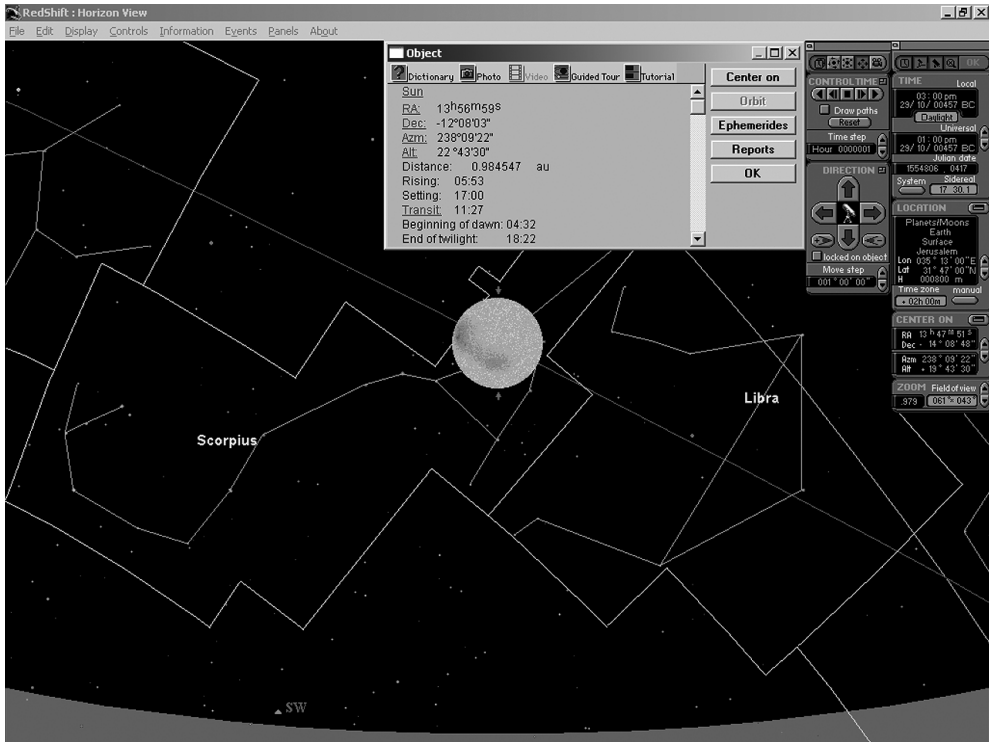 RedShift : Horizon View
File Edit Display Controls Information Events Panels About
Object
Dictionary Photo Video Guided Tour Tutorial
Sun
RA: 13h56m59s
Dec: -12°08'03"
Azm: 238°09'22"
Alt: 22°43'30"
Distance: 0.984547 au
Rising: 05:53
Setting: 17:00
Transit: 11:27
Beginning of dawn: 04:32
End of twilight: 18:22
Center on
Orbit
Ephemerides
Reports
OK
CONTROL TIME
Draw paths
Reset
Time step
Hour 0000001
DIRECTION
locked on object
Move step
001° 00' 00"
OK
TIME
Local
03:00 pm
29/ 10/ 00457 BC
Daylight
Universal
01:00 pm
29/ 10/ 00457 BC
Julian date
1554806 . 0417
System Sidereal
17 30.1
LOCATION
Planets/Moons
Earth
Surface
Jerusalem
Lon 035° 13' 00"E
Lat 31° 47' 00"N
H 000800 m
Time zone manual
+ 02h 00m
CENTER ON
RA 13 h 47 m 51 s
Dec - 14° 08' 48"
Azm 238° 09' 22"
Alt + 19° 43' 30"
ZOOM Field of view
.979 061°x 043°
Scorpius
Libra
SW